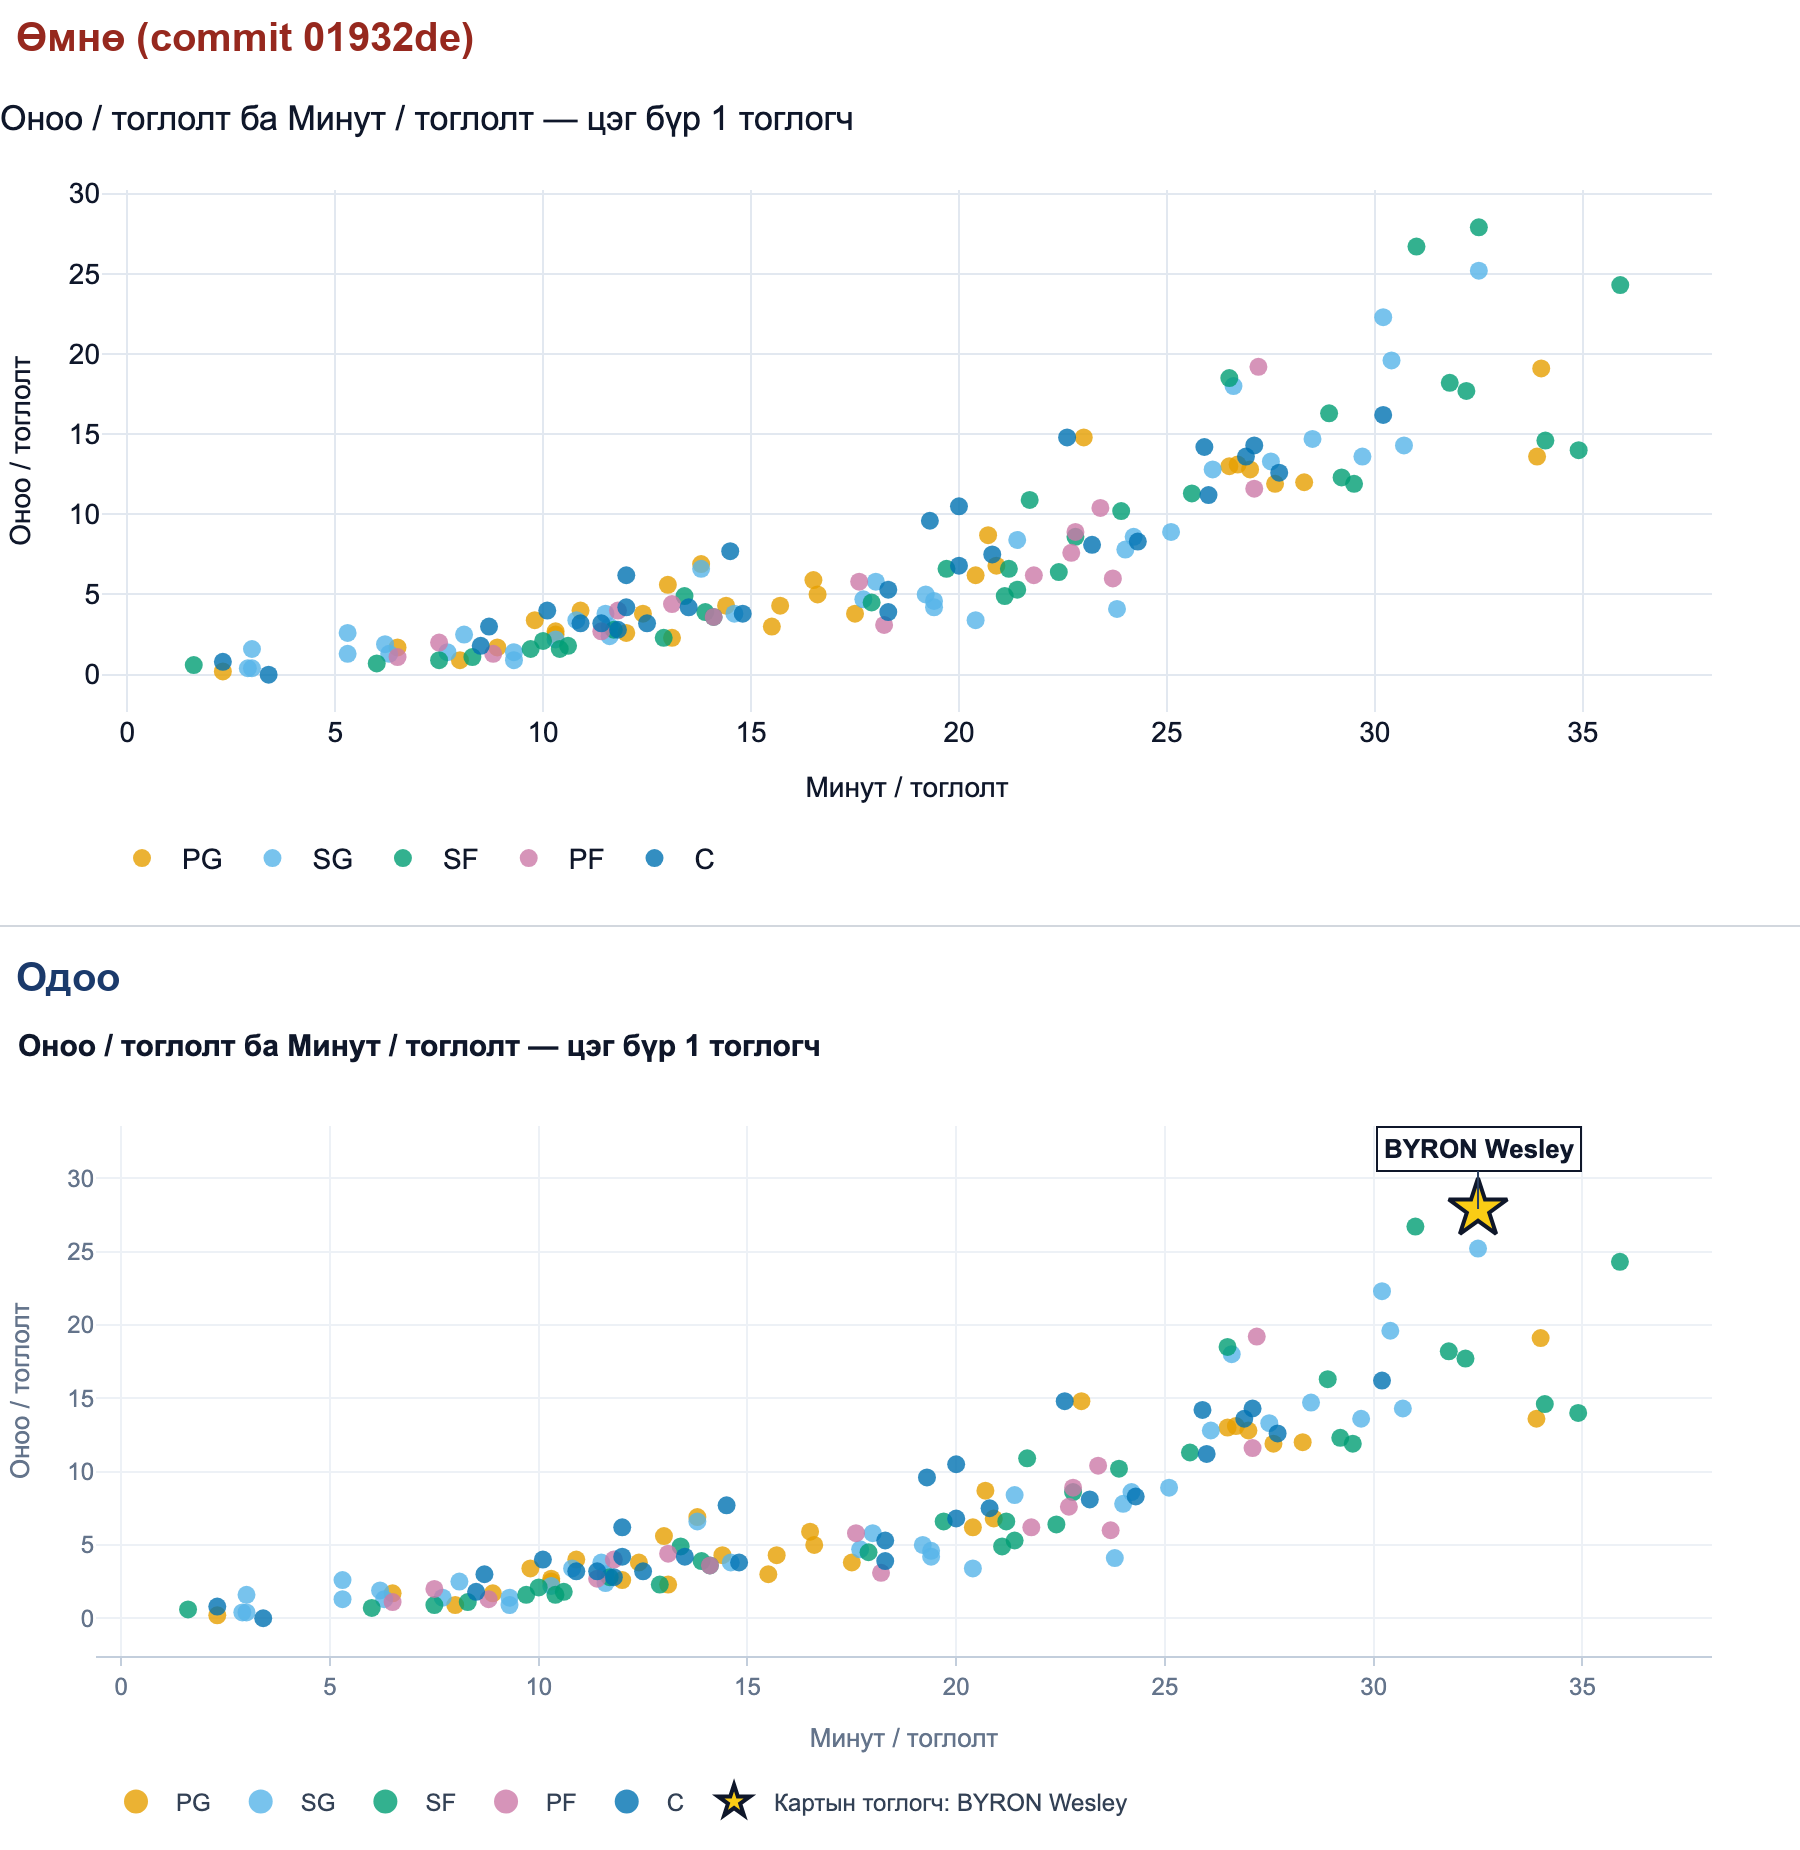 Өмнө (commit 01932de)
Оноо / тоглолт ба Минут / тоглолт — цэг бүр 1 тоглогч
30
25
20
15
10
5
0
Оноо / тоглолт
0 5 10 15 20 25 30 35
Минут / тоглолт
PG SG SF PF C
Одоо
Оноо / тоглолт ба Минут / тоглолт — цэг бүр 1 тоглогч
BYRON Wesley
30
25
20
15
10
5
0
Оноо / тоглолт
0 5 10 15 20 25 30 35
Минут / тоглолт
PG SG SF PF C Картын тоглогч: BYRON Wesley